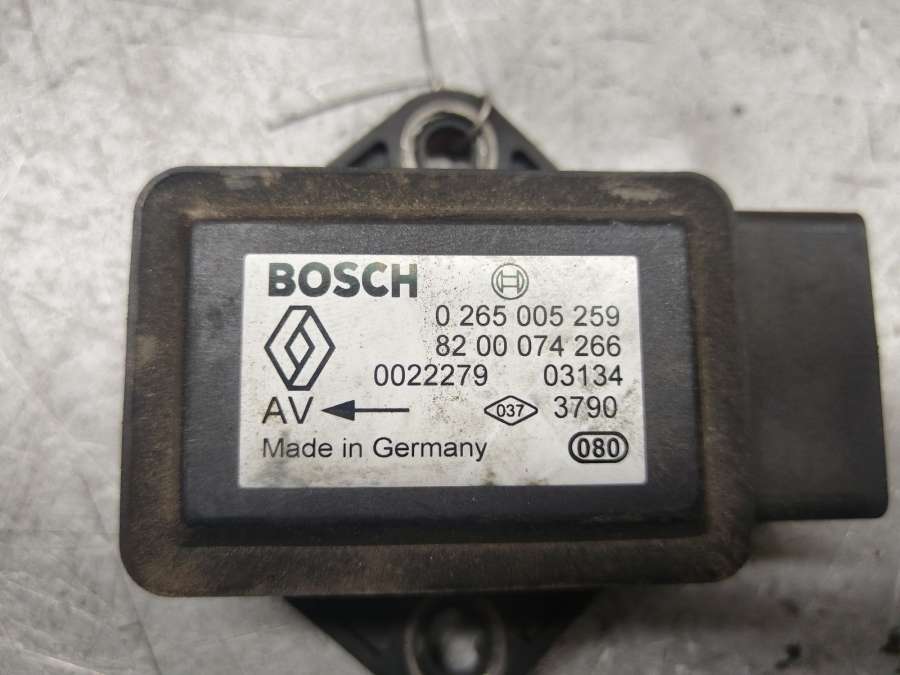 BOSCH
0 265 005 259
82 00 074 266
0022279 03134
AV 037 3790
Made in Germany 080